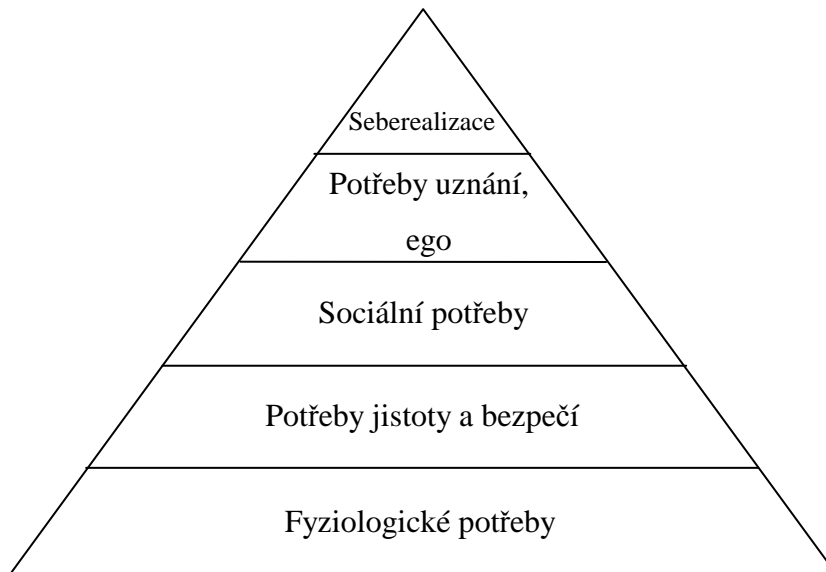 Seberealizace
Potřeby uznání,
ego
Sociální potřeby
Potřeby jistoty a bezpečí
Fyziologické potřeby